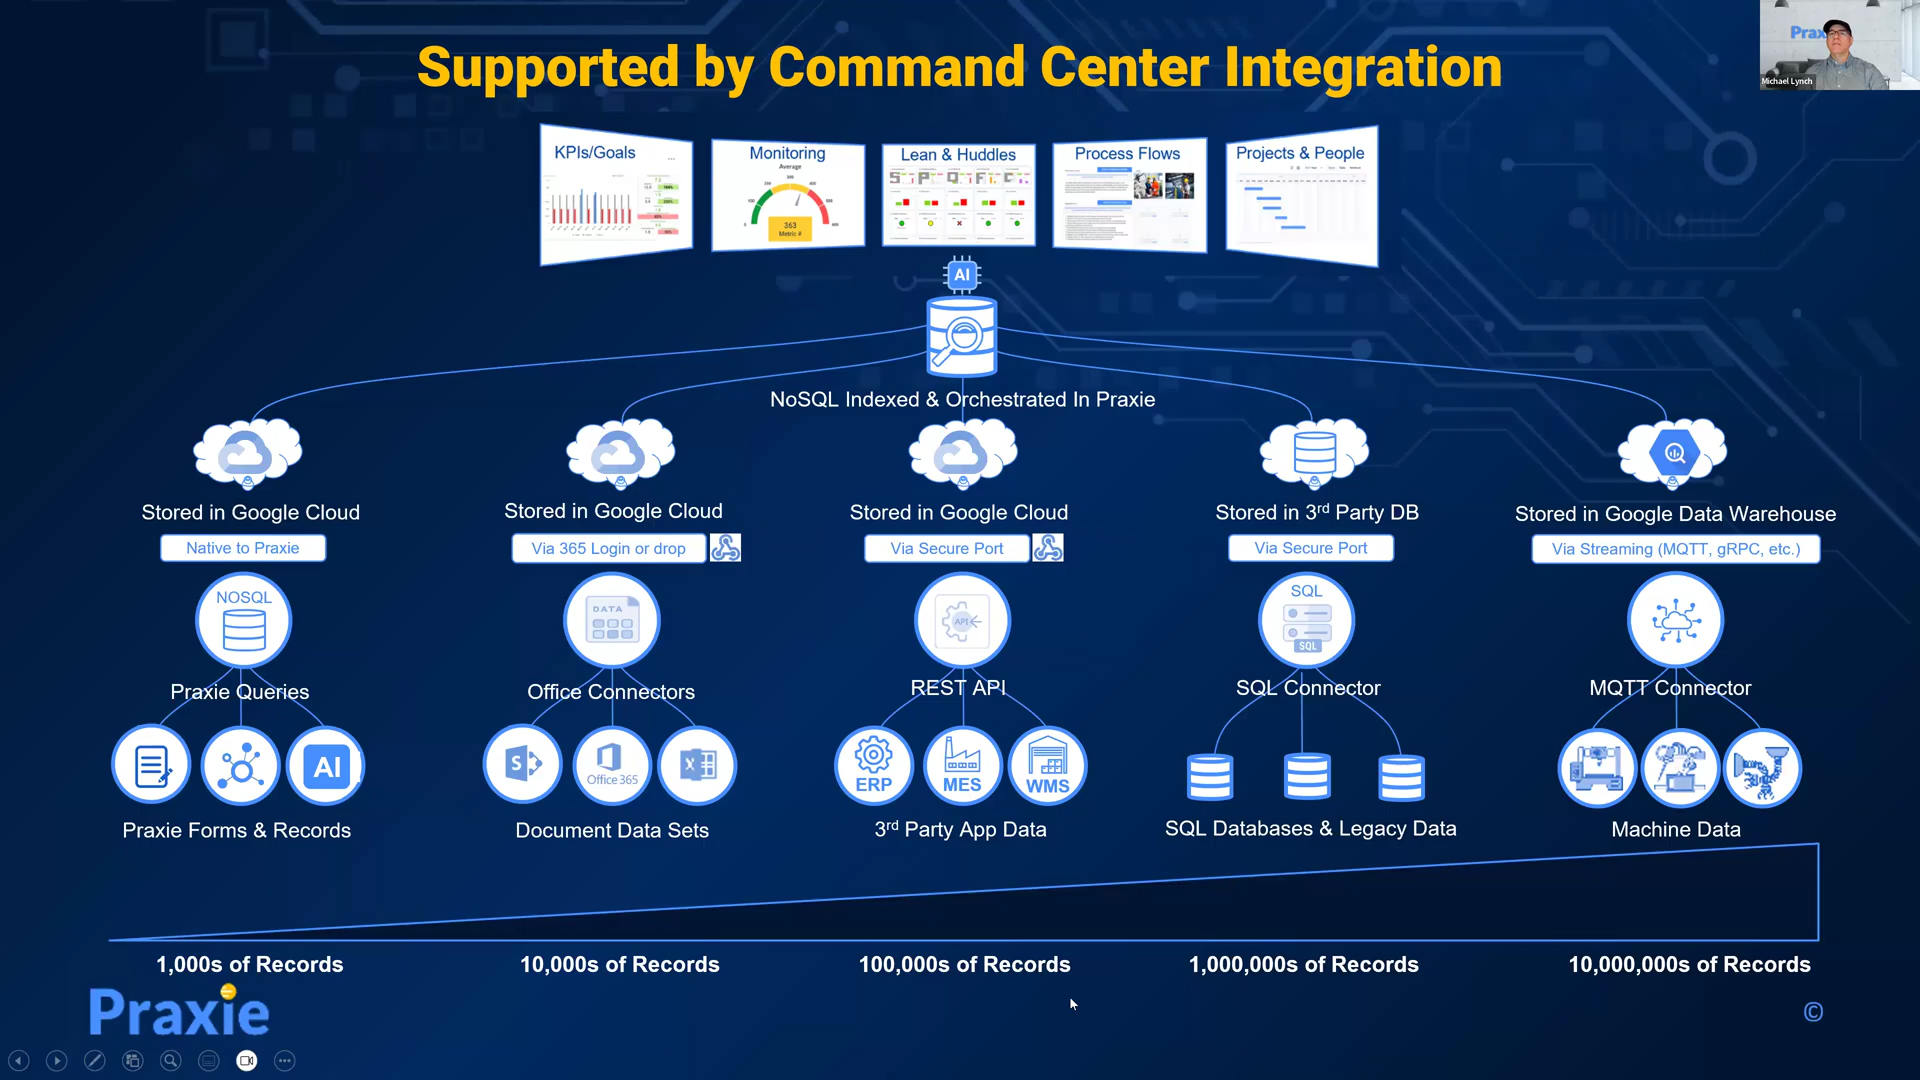 Supported by Command Center Integration
Prax
Michael Lynch
KPIs/Goals
Monitoring
Average
363
Metric #
Lean & Huddles
Process Flows
Projects & People
AI
NoSQL Indexed & Orchestrated In Praxie
Stored in Google Cloud
Native to Praxie
NOSQL
Praxie Queries
AI
Praxie Forms & Records
Stored in Google Cloud
Via 365 Login or drop
DATA
Office Connectors
S
Office 365
X
Document Data Sets
Stored in Google Cloud
Via Secure Port
API
REST API
ERP
MES
WMS
3rd Party App Data
Stored in 3rd Party DB
Via Secure Port
SQL
SQL
SQL Connector
SQL Databases & Legacy Data
Stored in Google Data Warehouse
Via Streaming (MQTT, gRPC, etc.)
MQTT Connector
Machine Data
1,000s of Records
10,000s of Records
100,000s of Records
1,000,000s of Records
10,000,000s of Records
Praxie
©